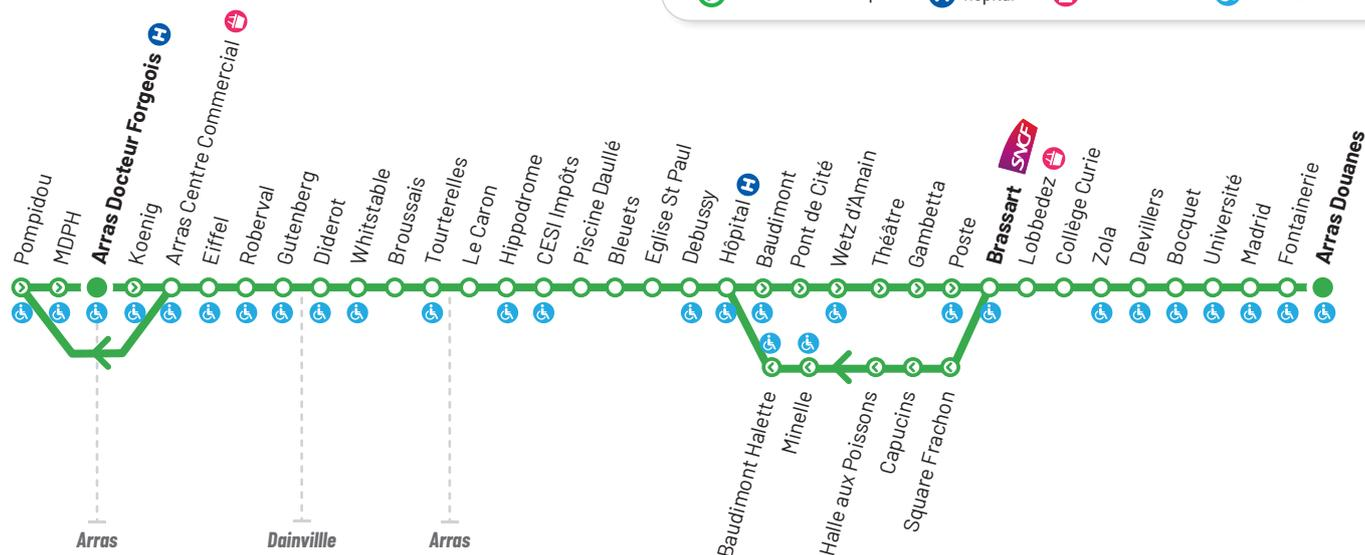 Hôpital
Pompidou
MDPH
Arras Docteur Forgeois H
Koenig
Arras Centre Commercial
Eiffel
Roberval
Gutenberg
Diderot
Whitstable
Broussais
Tourterelles
Le Caron
Hippodrome
CESI Impôts
Piscine Daullé
Bleuets
Eglise St Paul
Debussy
Hôpital H
Baudimont
Pont de Cité
Wetz d'Amain
Théâtre
Gambetta
Poste
Brassart SNCF
Lobbedez
Collège Curie
Zola
Devillers
Bocquet
Université
Madrid
Fontainerie
Arras Douanes
Baudimont Halette
Minelle
Halle aux Poissons
Capucins
Square Frachon
Arras
Dainvillle
Arras